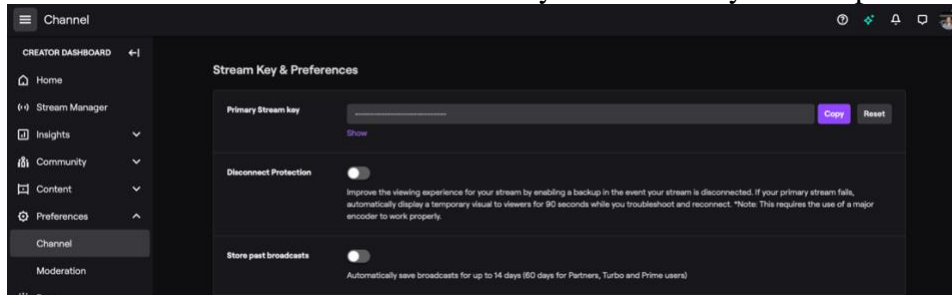 Channel
CREATOR DASHBOARD
Home
Stream Manager
Insights
Community
Content
Preferences
Channel
Moderation
Stream Key & Preferences
Primary Stream key
Copy
Reset
Show
Disconnect Protection
Improve the viewing experience for your stream by enabling a backup in the event your stream is disconnected. If your primary stream fails,
automatically display a temporary visual to viewers for 90 seconds while you troubleshoot and reconnect. *Note: This requires the use of a major
encoder to work properly.
Store past broadcasts
Automatically save broadcasts for up to 14 days (60 days for Partners, Turbo and Prime users)